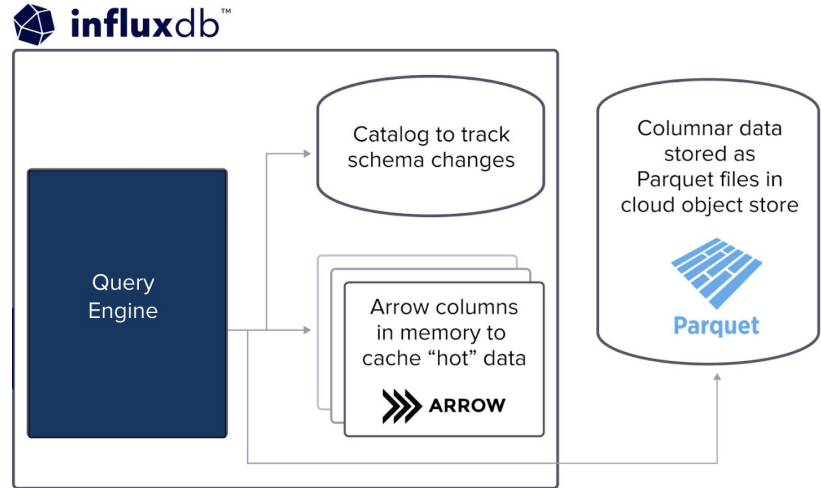 influxdb™
Catalog to track
schema changes
Columnar data
stored as
Parquet files in
cloud object store
Parquet
Query
Engine
Arrow columns
in memory to
cache “hot” data
ARROW